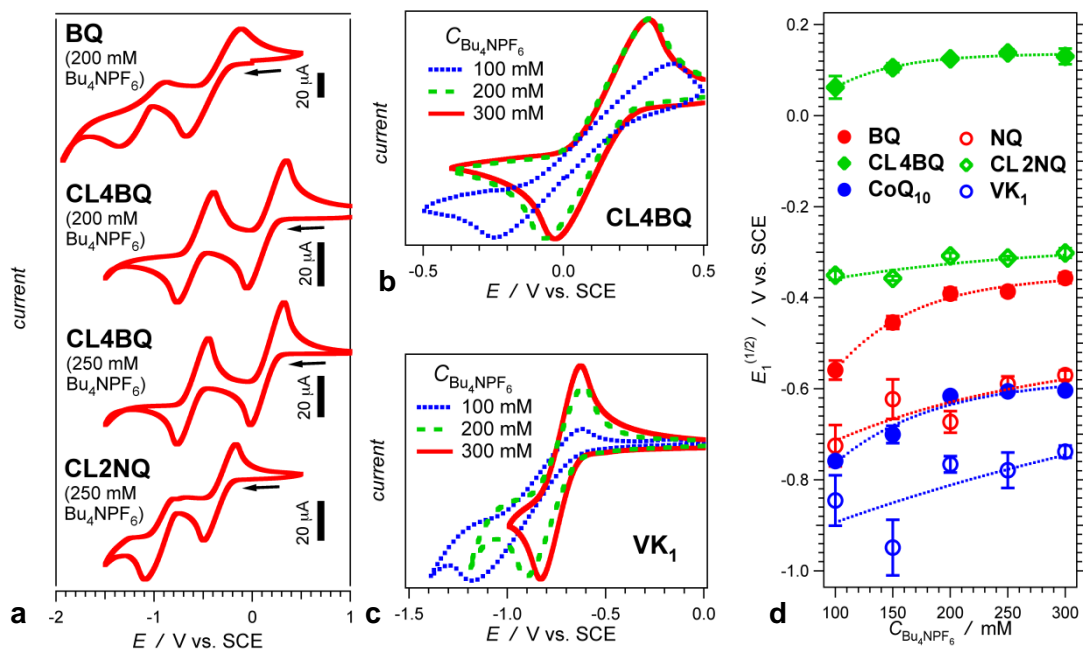 BQ
(200 mM
Bu4NPF6)
20 µA
CL4BQ
(200 mM
Bu4NPF6)
20 µA
CL4BQ
(250 mM
Bu4NPF6)
20 µA
CL2NQ
(250 mM
Bu4NPF6)
20 µA
current
-2 -1 0 1
E / V vs. SCE
a
CBu4NPF6
100 mM
200 mM
300 mM
current
CL4BQ
-0.5 0.0 0.5
E / V vs. SCE
b
CBu4NPF6
100 mM
200 mM
300 mM
current
VK1
-1.5 -1.0 -0.5 0.0
E / V vs. SCE
c
0.2
0.0
BQ NQ
CL4BQ CL2NQ
CoQ10 VK1
0.2
-0.4
-0.6
-0.8
-1.0
E1(1/2) / V vs. SCE
100 150 200 250 300
CBu4NPF6 / mM
d